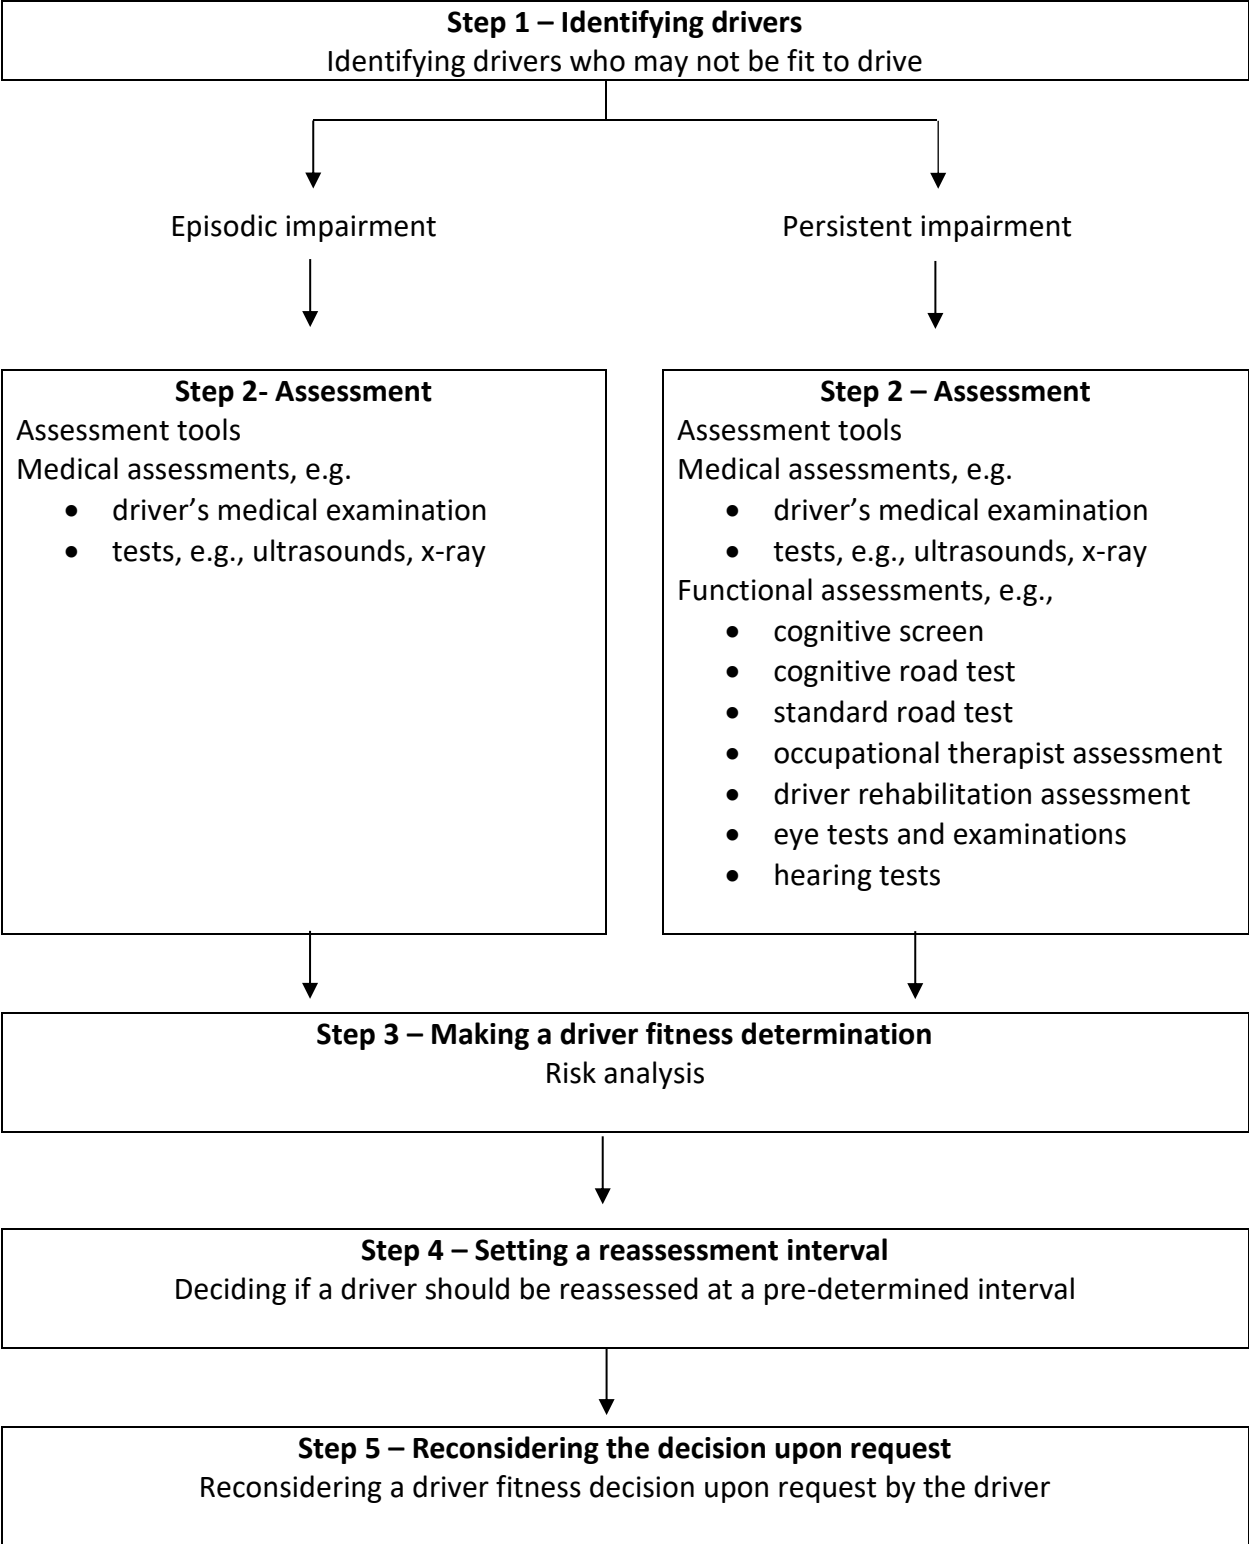 Step 1 – Identifying drivers
Identifying drivers who may not be fit to drive
Episodic impairment
Persistent impairment
Step 2- Assessment
Assessment tools
Medical assessments, e.g.
• driver’s medical examination
• tests, e.g., ultrasounds, x-ray
Step 2 – Assessment
Assessment tools
Medical assessments, e.g.
• driver’s medical examination
• tests, e.g., ultrasounds, x-ray
Functional assessments, e.g.,
• cognitive screen
• cognitive road test
• standard road test
• occupational therapist assessment
• driver rehabilitation assessment
• eye tests and examinations
• hearing tests
Step 3 – Making a driver fitness determination
Risk analysis
Step 4 – Setting a reassessment interval
Deciding if a driver should be reassessed at a pre-determined interval
Step 5 – Reconsidering the decision upon request
Reconsidering a driver fitness decision upon request by the driver